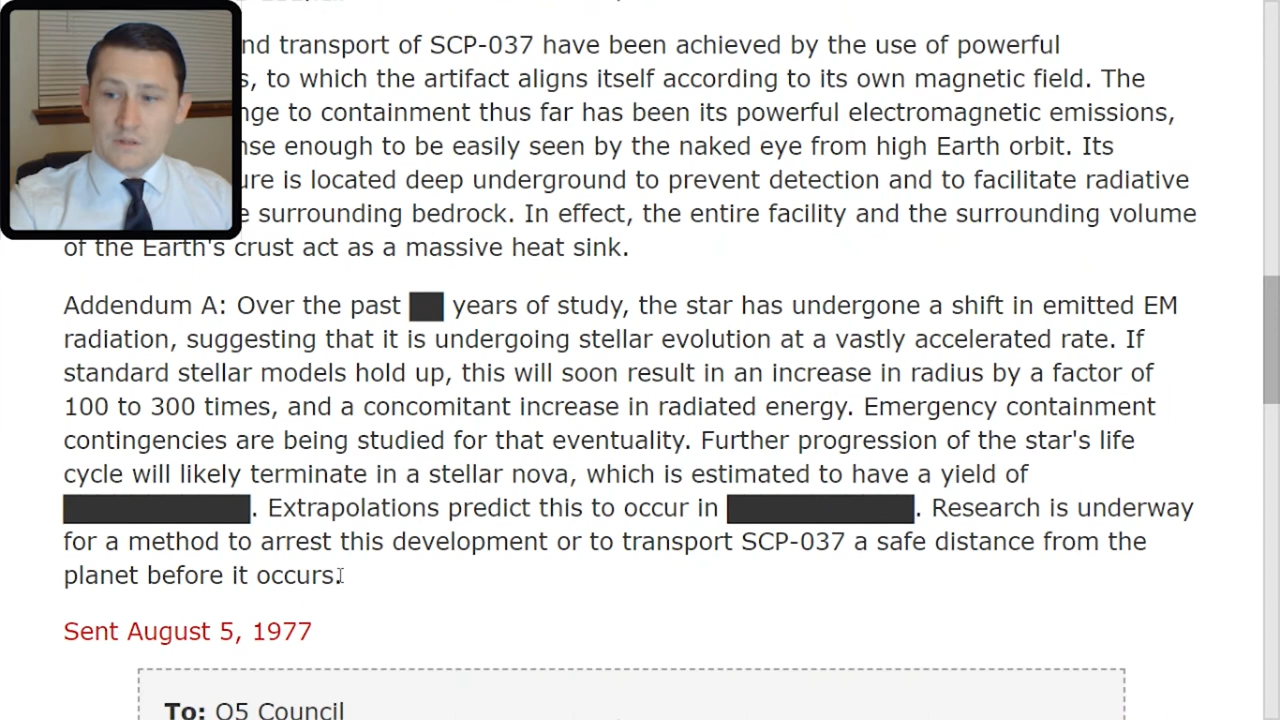 nd transport of SCP-037 have been achieved by the use of powerful
s, to which the artifact aligns itself according to its own magnetic field. The
nge to containment thus far has been its powerful electromagnetic emissions,
nse enough to be easily seen by the naked eye from high Earth orbit. Its
ure is located deep underground to prevent detection and to facilitate radiative
e surrounding bedrock. In effect, the entire facility and the surrounding volume
of the Earth's crust act as a massive heat sink.
Addendum A: Over the past years of study, the star has undergone a shift in emitted EM
radiation, suggesting that it is undergoing stellar evolution at a vastly accelerated rate. If
standard stellar models hold up, this will soon result in an increase in radius by a factor of
100 to 300 times, and a concomitant increase in radiated energy. Emergency containment
contingencies are being studied for that eventuality. Further progression of the star's life
cycle will likely terminate in a stellar nova, which is estimated to have a yield of
. Extrapolations predict this to occur in . Research is underway
for a method to arrest this development or to transport SCP-037 a safe distance from the
planet before it occurs.
Sent August 5, 1977
To: O5 Council